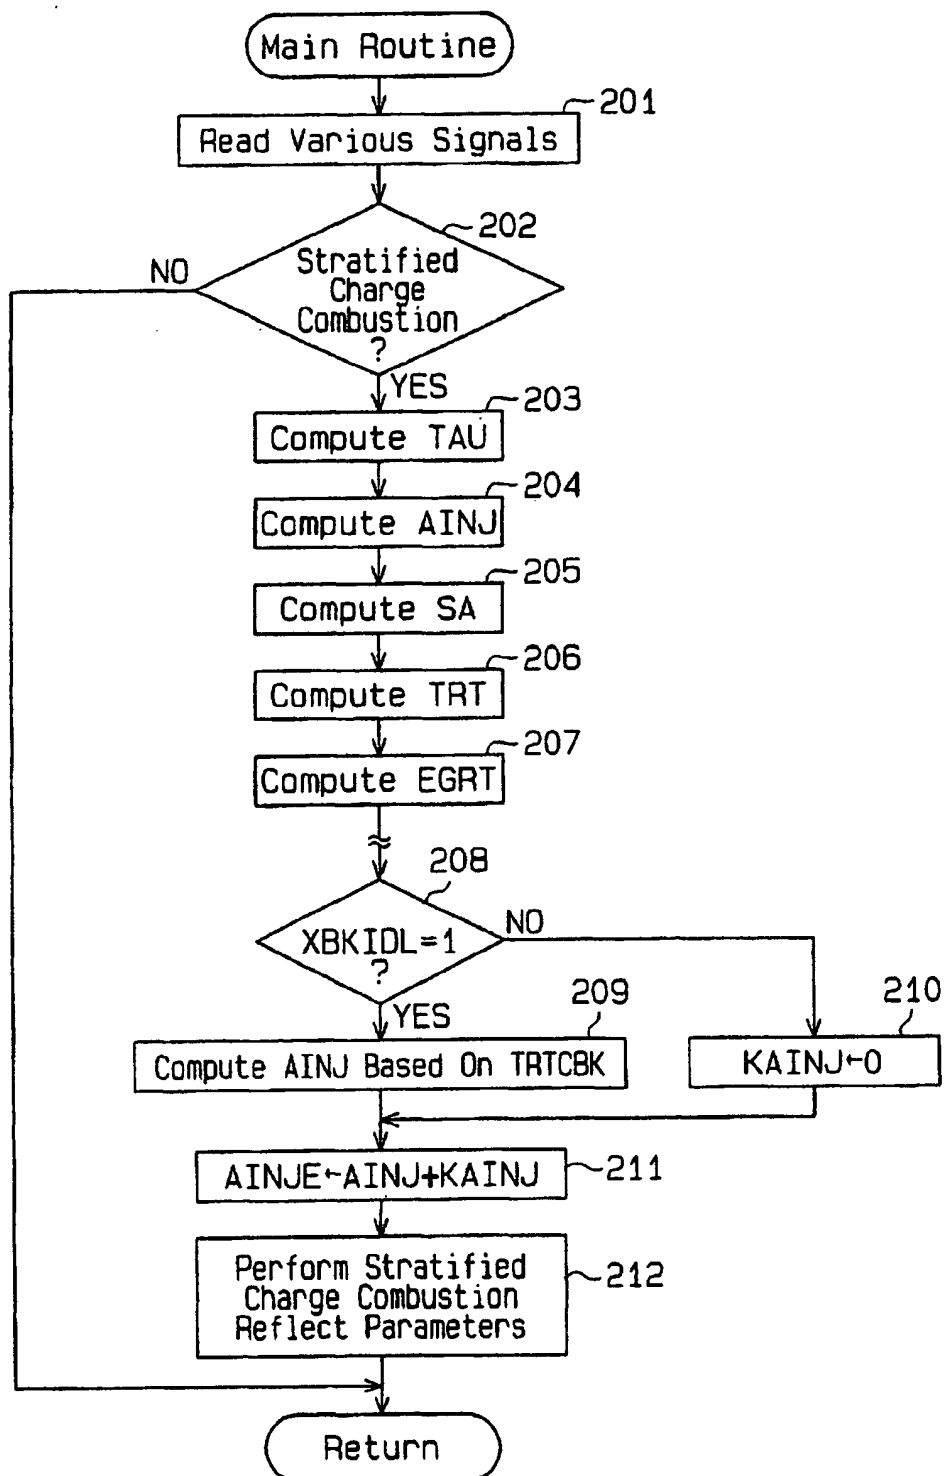 Main Routine
201
Read Various Signals
202
Stratified
Charge
Combustion
?
NO
YES
203
Compute TAU
204
Compute AINJ
205
Compute SA
206
Compute TRT
207
Compute EGRT
208
XBKIDL=1
?
NO
YES
209
Compute AINJ Based On TRTCBK
210
KAINJ←0
AINJE←AINJ+KAINJ
211
Perform Stratified
Charge Combustion
Reflect Parameters
212
Return